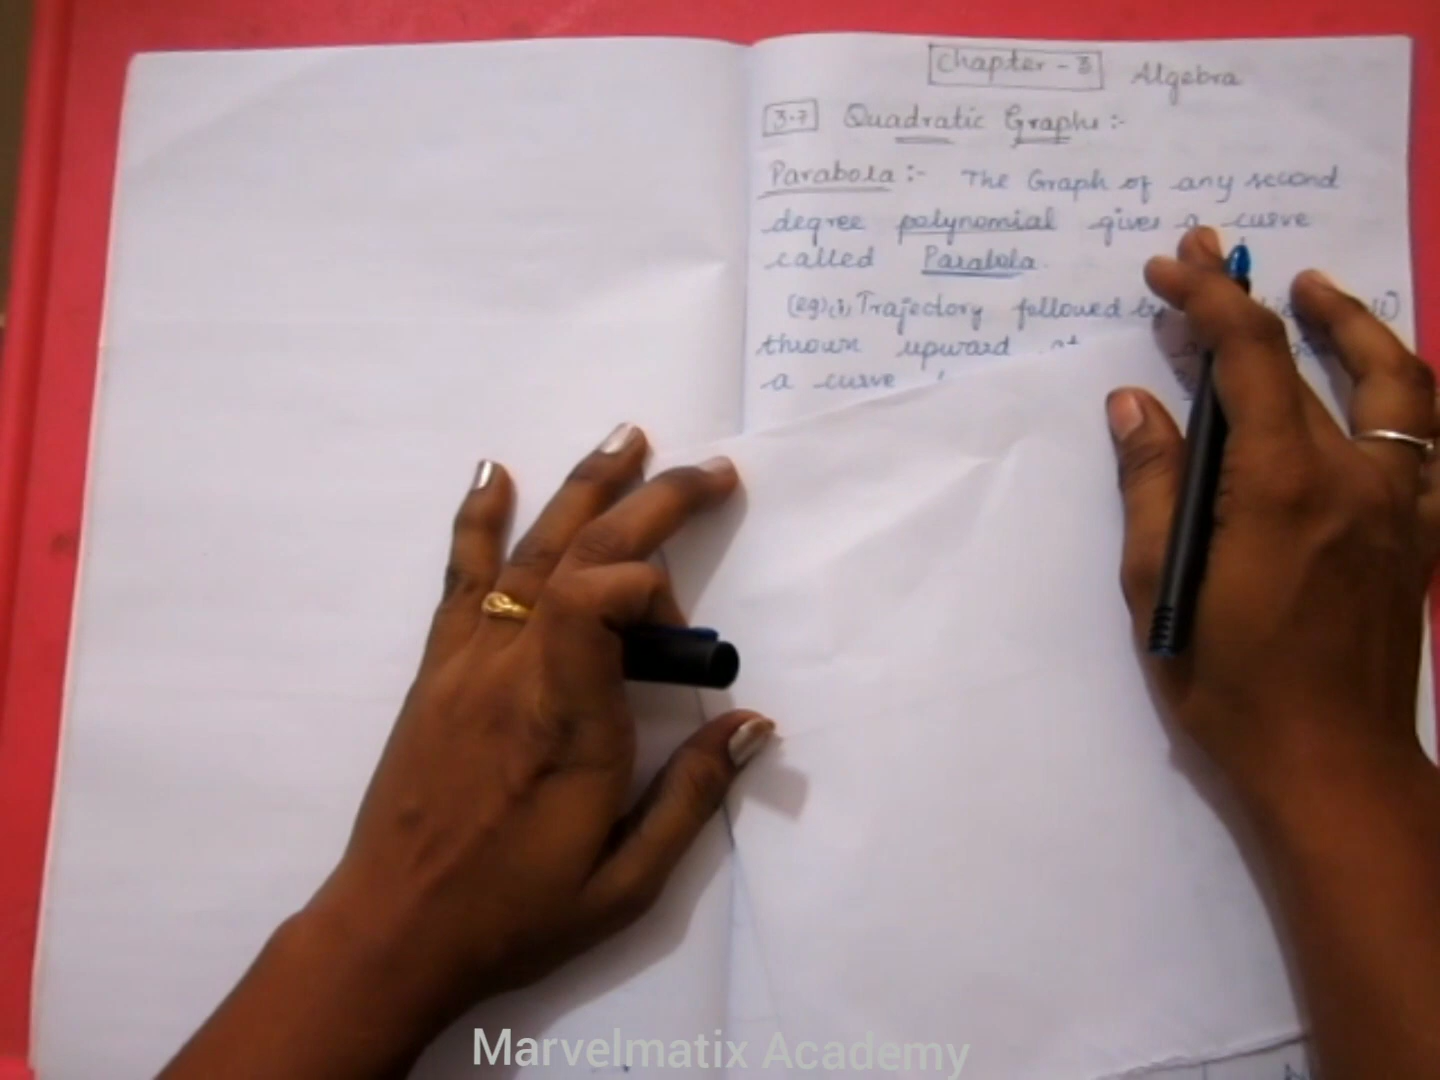 Chapter - 3 Algebra
3.7 Quadratic Graphs :-
Parabola :- The Graph of any second
degree polynomial gives a curve
called Parabola.
(eg) (i) Trajectory followed by
thrown upward at
a curve
Marvelmatix Academy